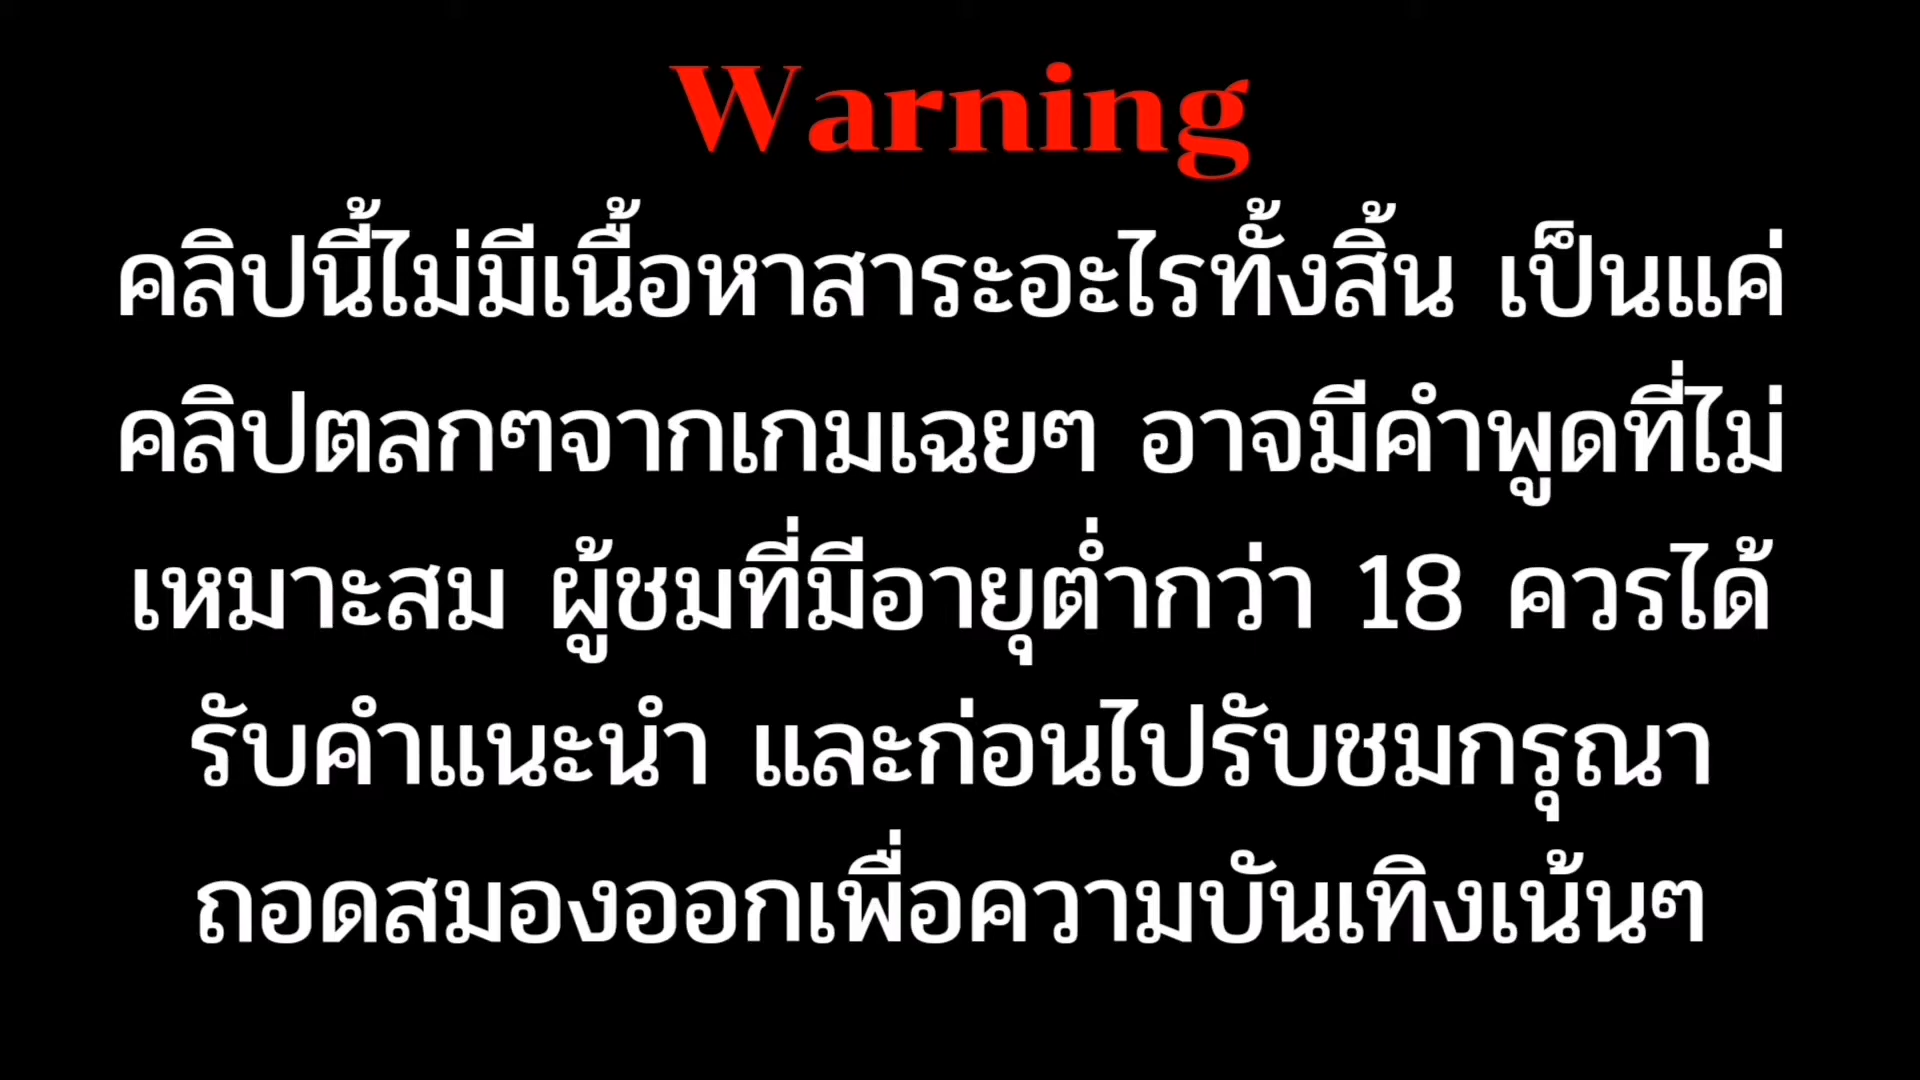 Warning
คลิปนี้ไม่มีเนื้อหาสาระอะไรทั้งสิ้น เป็นแค่
คลิปตลกๆจากเกมเฉยๆ อาจมีคำพูดที่ไม่
เหมาะสม ผู้ชมที่มีอายุต่ำกว่า 18 ควรได้
รับคำแนะนำ และก่อนไปรับชมกรุณา
ถอดสมองออกเพื่อความบันเทิงเน้นๆ